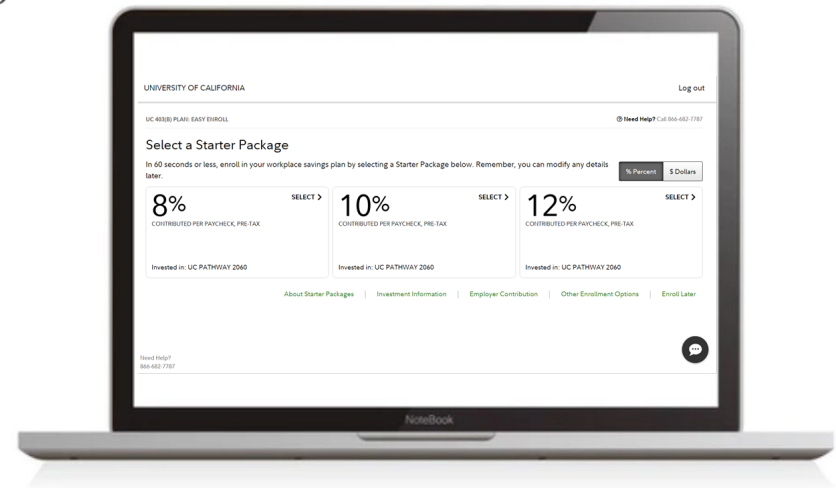 UNIVERSITY OF CALIFORNIA
Log out
UC 403(B) PLAN: EASY ENROLL
Need Help? Call 866-682-7787
Select a Starter Package
In 60 seconds or less, enroll in your workplace savings plan by selecting a Starter Package below. Remember, you can modify any details
later.
% Percent
$ Dollars
8%
SELECT >
CONTRIBUTED PER PAYCHECK, PRE-TAX
Invested in: UC PATHWAY 2060
10%
SELECT >
CONTRIBUTED PER PAYCHECK, PRE-TAX
Invested in: UC PATHWAY 2060
12%
SELECT >
CONTRIBUTED PER PAYCHECK, PRE-TAX
Invested in: UC PATHWAY 2060
About Starter Packages | Investment Information | Employer Contribution | Other Enrollment Options | Enroll Later
Need Help?
866-682-7787
NoteBook